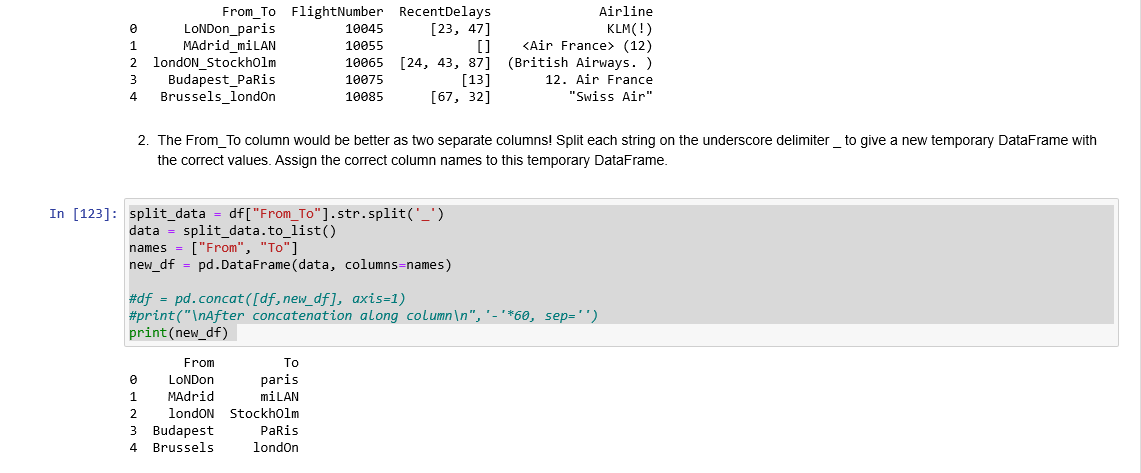 From_To FlightNumber RecentDelays Airline
0 LoNDon_paris 10045 [23, 47] KLM(!)
1 MAdrid_miLAN 10055 [] <Air France> (12)
2 londON_StockhOlm 10065 [24, 43, 87] (British Airways. )
3 Budapest_PaRis 10075 [13] 12. Air France
4 Brussels_londOn 10085 [67, 32] "Swiss Air"
2. The From_To column would be better as two separate columns! Split each string on the underscore delimiter _ to give a new temporary DataFrame with
the correct values. Assign the correct column names to this temporary DataFrame.
In [123]: split_data = df["From_To"].str.split('_')
data = split_data.to_list()
names = ["From", "To"]
new_df = pd.DataFrame(data, columns=names)
#df = pd.concat([df,new_df], axis=1)
#print("\nAfter concatenation along column\n",'-'*60, sep='')
print(new_df)
From To
0 LoNDon paris
1 MAdrid miLAN
2 londON StockhOlm
3 Budapest PaRis
4 Brussels londOn